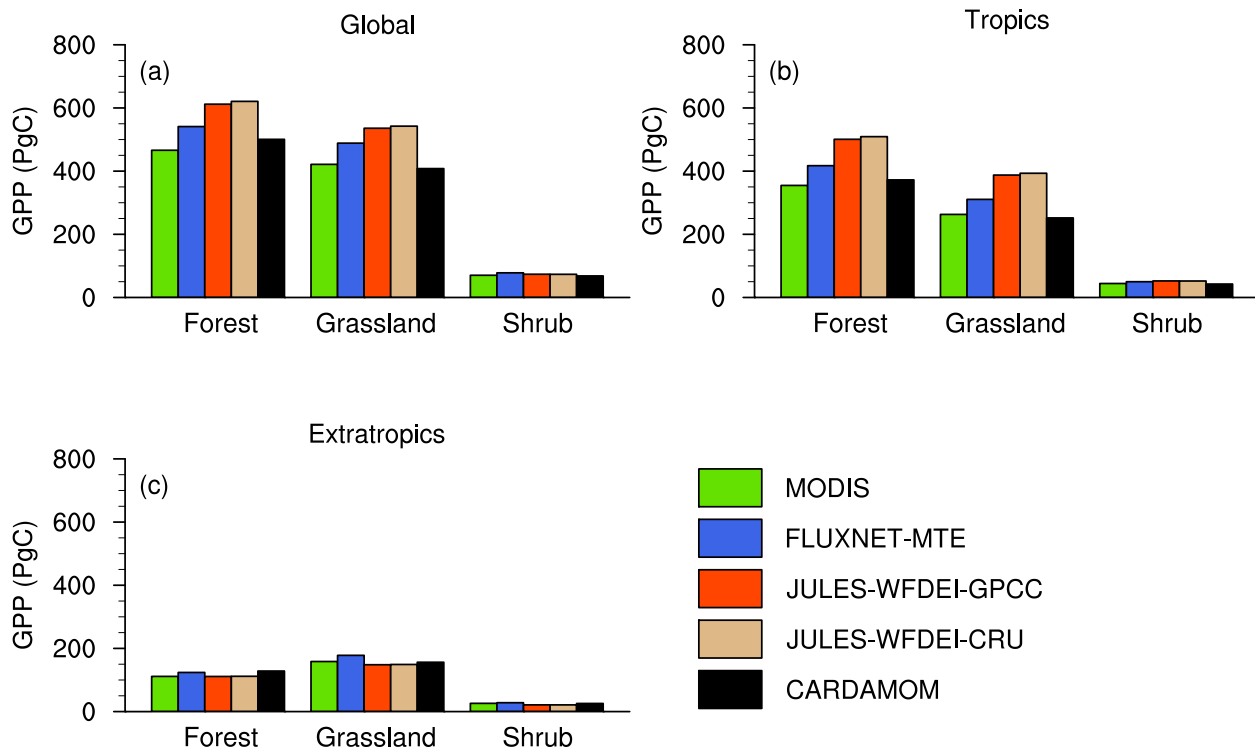 Global
(a)
GPP (PgC)
800
600
400
200
0
Forest Grassland Shrub
Tropics
(b)
GPP (PgC)
800
600
400
200
0
Forest Grassland Shrub
Extratropics
(c)
GPP (PgC)
800
600
400
200
0
Forest Grassland Shrub
MODIS
FLUXNET-MTE
JULES-WFDEI-GPCC
JULES-WFDEI-CRU
CARDAMOM